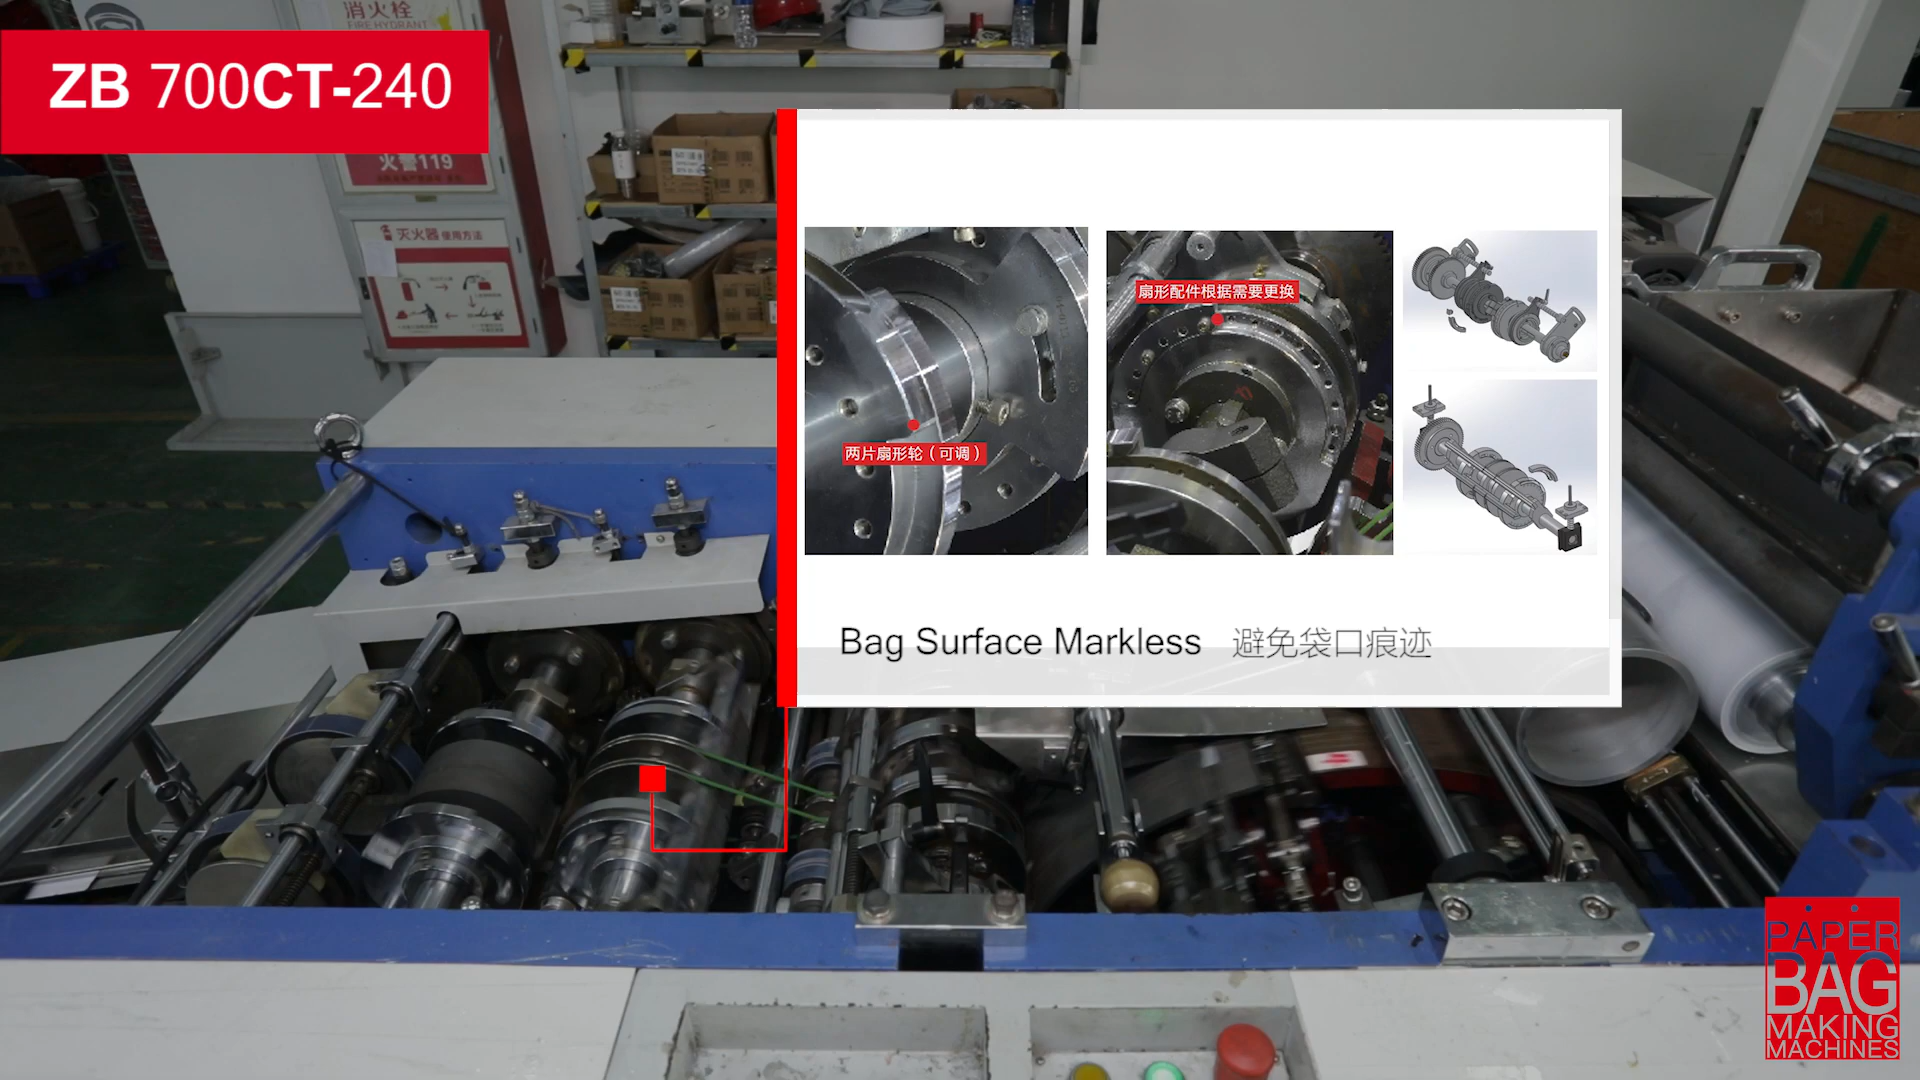 消火栓
FIRE HYDRANT
ZB 700CT-240
火警119
灭火器使用方法
扇形配件根据需要更换
两片扇形轮（可调）
Bag Surface Markless 避免袋口痕迹
PAPER
BAG
MAKING
MACHINES